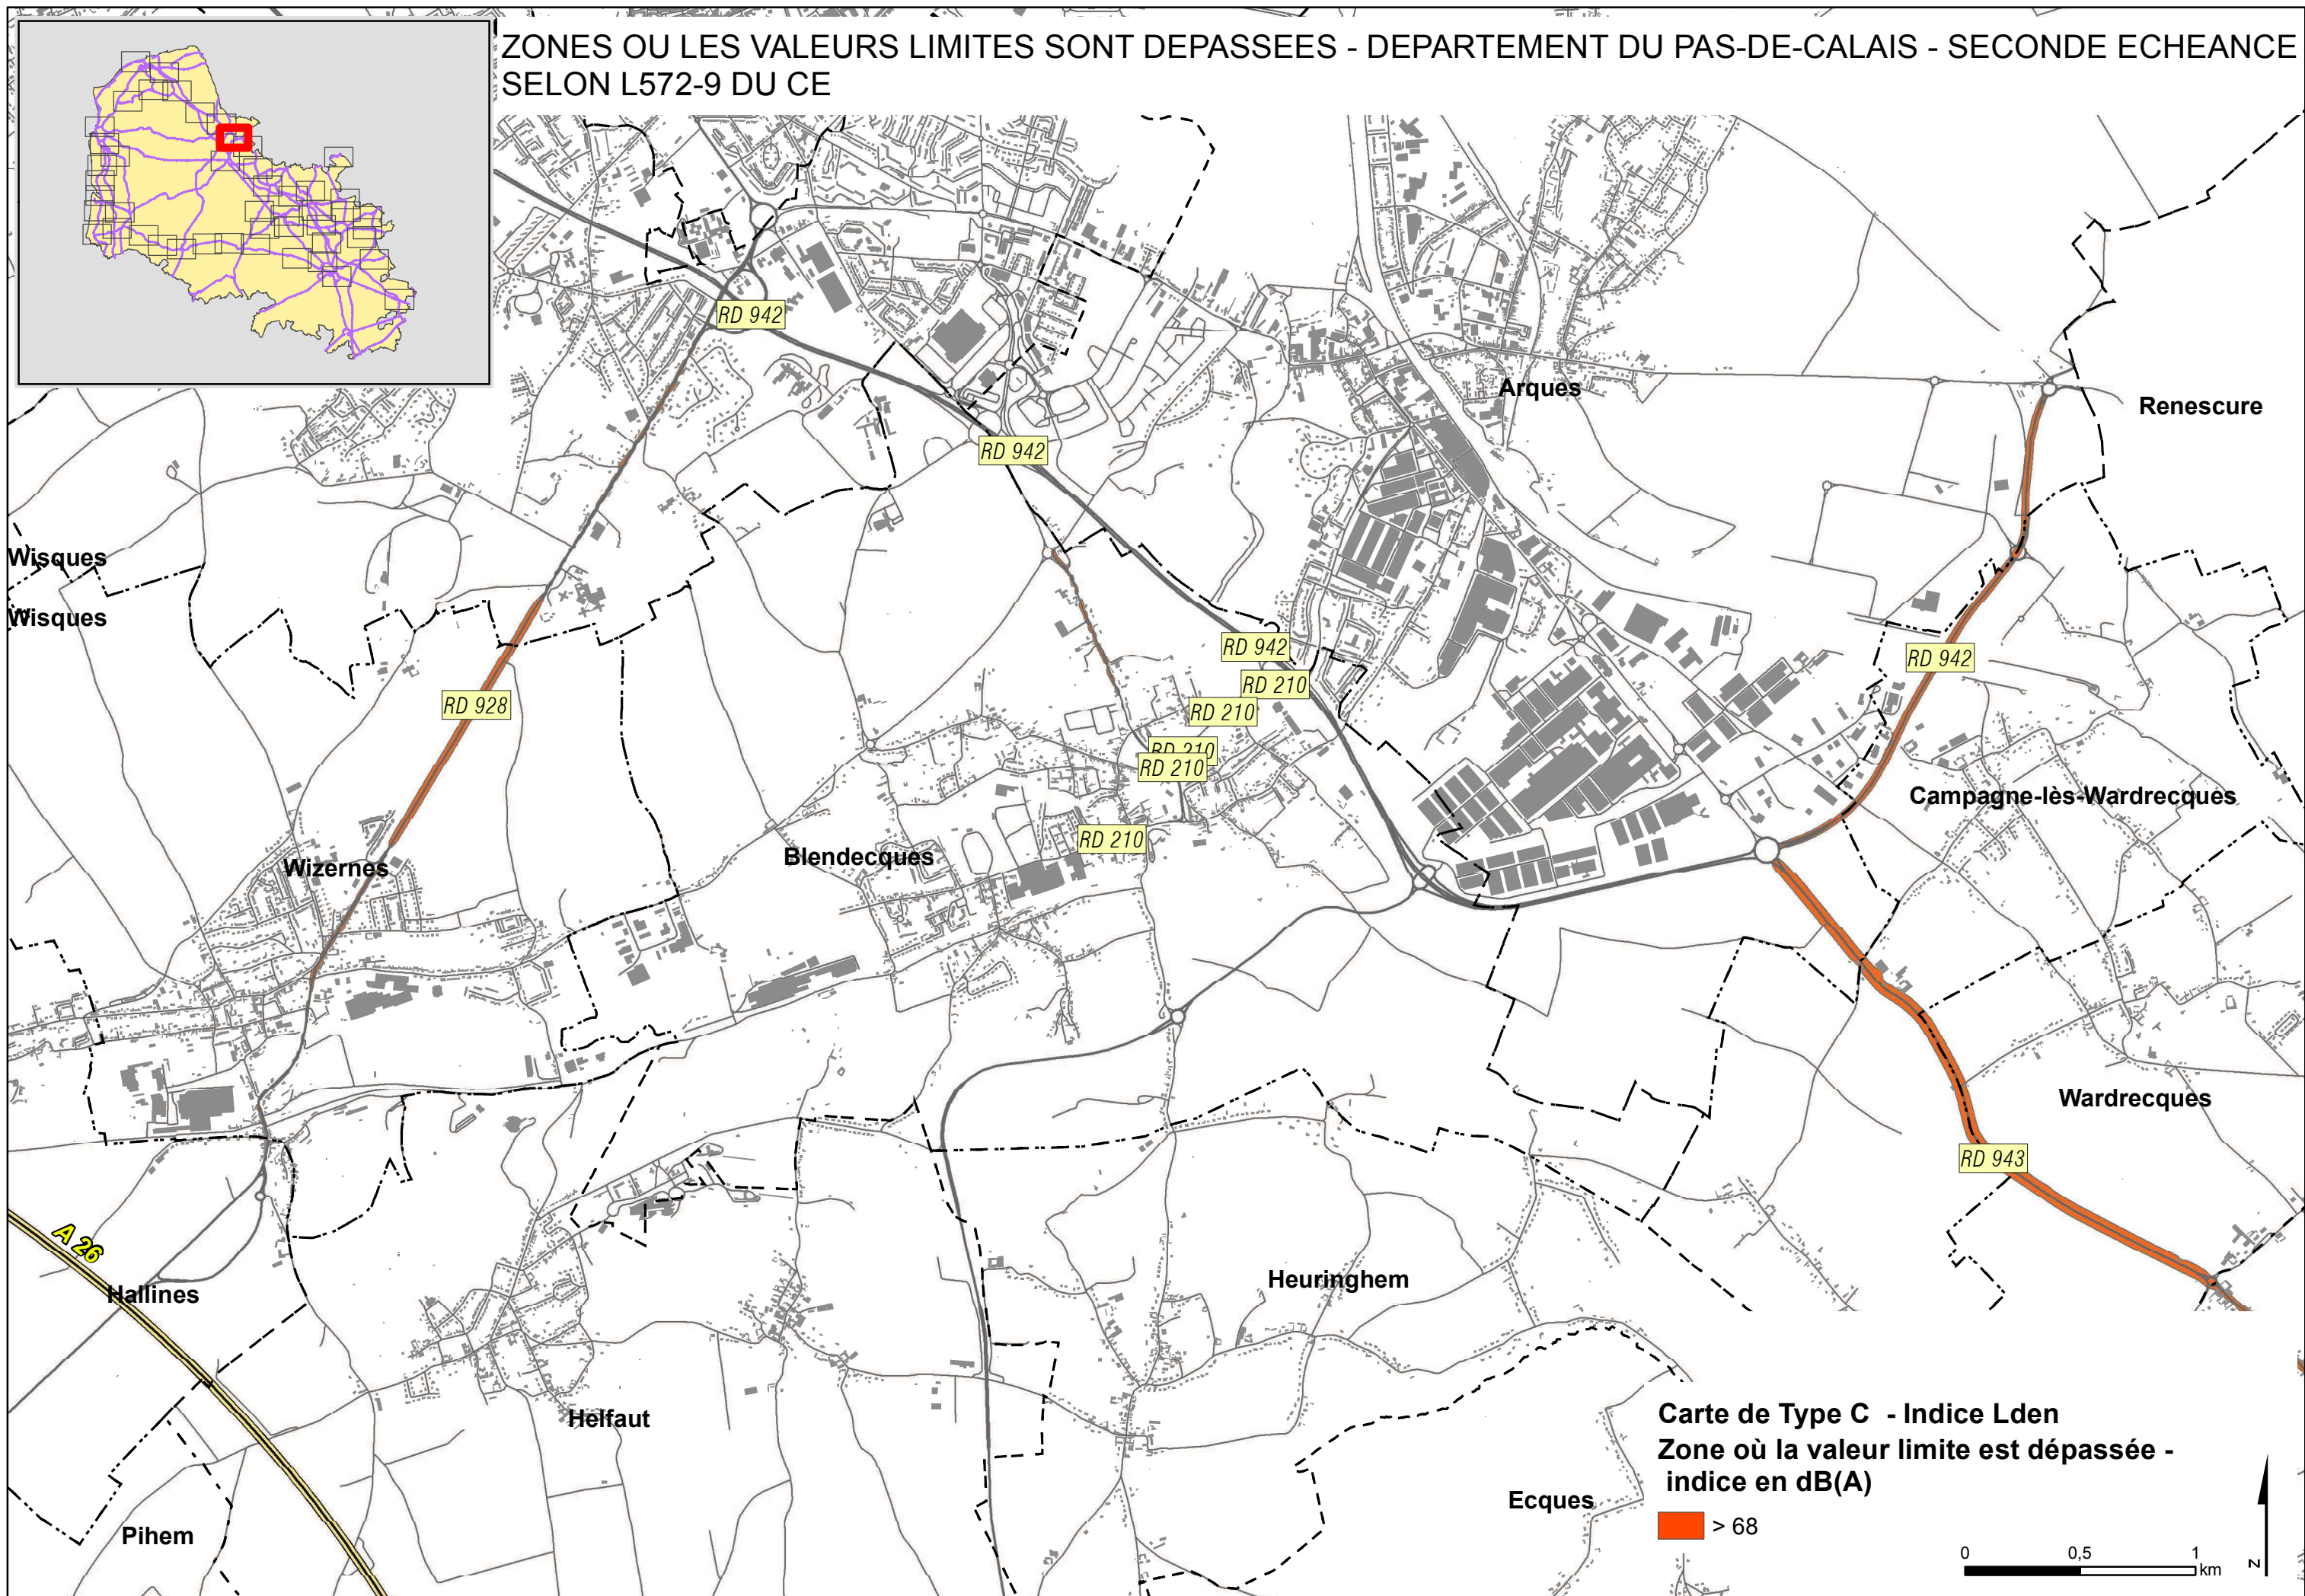 ZONES OU LES VALEURS LIMITES SONT DEPASSEES - DEPARTEMENT DU PAS-DE-CALAIS - SECONDE ECHEANCE
SELON L572-9 DU CE
RD 942
Arques
Renescure
RD 942
Wisques
Wisques
RD 942
RD 942
RD 210
RD 928
RD 210
RD 210
RD 210
Campagne-lès-Wardrecques
RD 210
Blendecques
Wizernes
Wardrecques
RD 943
A 26
Hallines
Heuringhem
Helfaut
Ecques
Pihem
Carte de Type C - Indice Lden
Zone où la valeur limite est dépassée -
indice en dB(A)
> 68
0 0,5 1
km
N